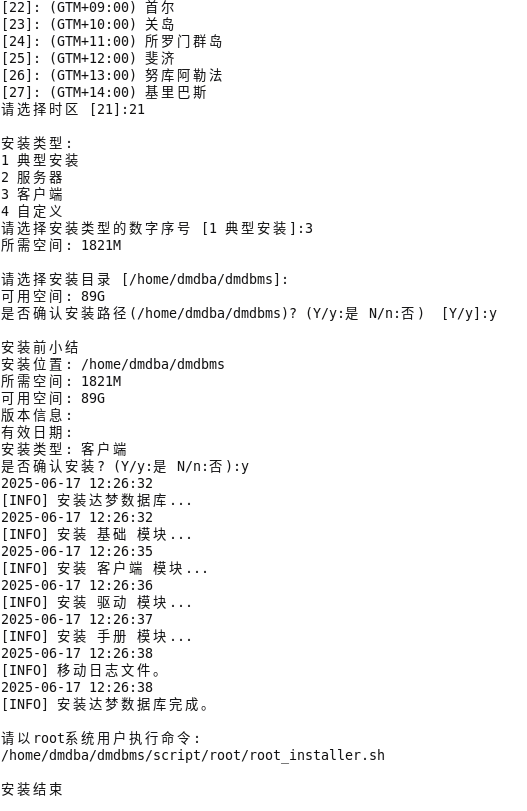 [22]: (GTM+09:00) 首尔
[23]: (GTM+10:00) 关岛
[24]: (GTM+11:00) 所罗门群岛
[25]: (GTM+12:00) 斐济
[26]: (GTM+13:00) 努库阿勒法
[27]: (GTM+14:00) 基里巴斯
请选择时区 [21]:21
安装类型:
1 典型安装
2 服务器
3 客户端
4 自定义
请选择安装类型的数字序号 [1 典型安装]:3
所需空间: 1821M
请选择安装目录 [/home/dmdba/dmdbms]:
可用空间: 89G
是否确认安装路径(/home/dmdba/dmdbms)? (Y/y:是 N/n:否)  [Y/y]:y
安装前小结
安装位置: /home/dmdba/dmdbms
所需空间: 1821M
可用空间: 89G
版本信息:
有效日期:
安装类型: 客户端
是否确认安装? (Y/y:是 N/n:否):y
2025-06-17 12:26:32
[INFO] 安装达梦数据库...
2025-06-17 12:26:32
[INFO] 安装 基础 模块...
2025-06-17 12:26:35
[INFO] 安装 客户端 模块...
2025-06-17 12:26:36
[INFO] 安装 驱动 模块...
2025-06-17 12:26:37
[INFO] 安装 手册 模块...
2025-06-17 12:26:38
[INFO] 移动日志文件。
2025-06-17 12:26:38
[INFO] 安装达梦数据库完成。
请以root系统用户执行命令:
/home/dmdba/dmdbms/script/root/root_installer.sh
安装结束